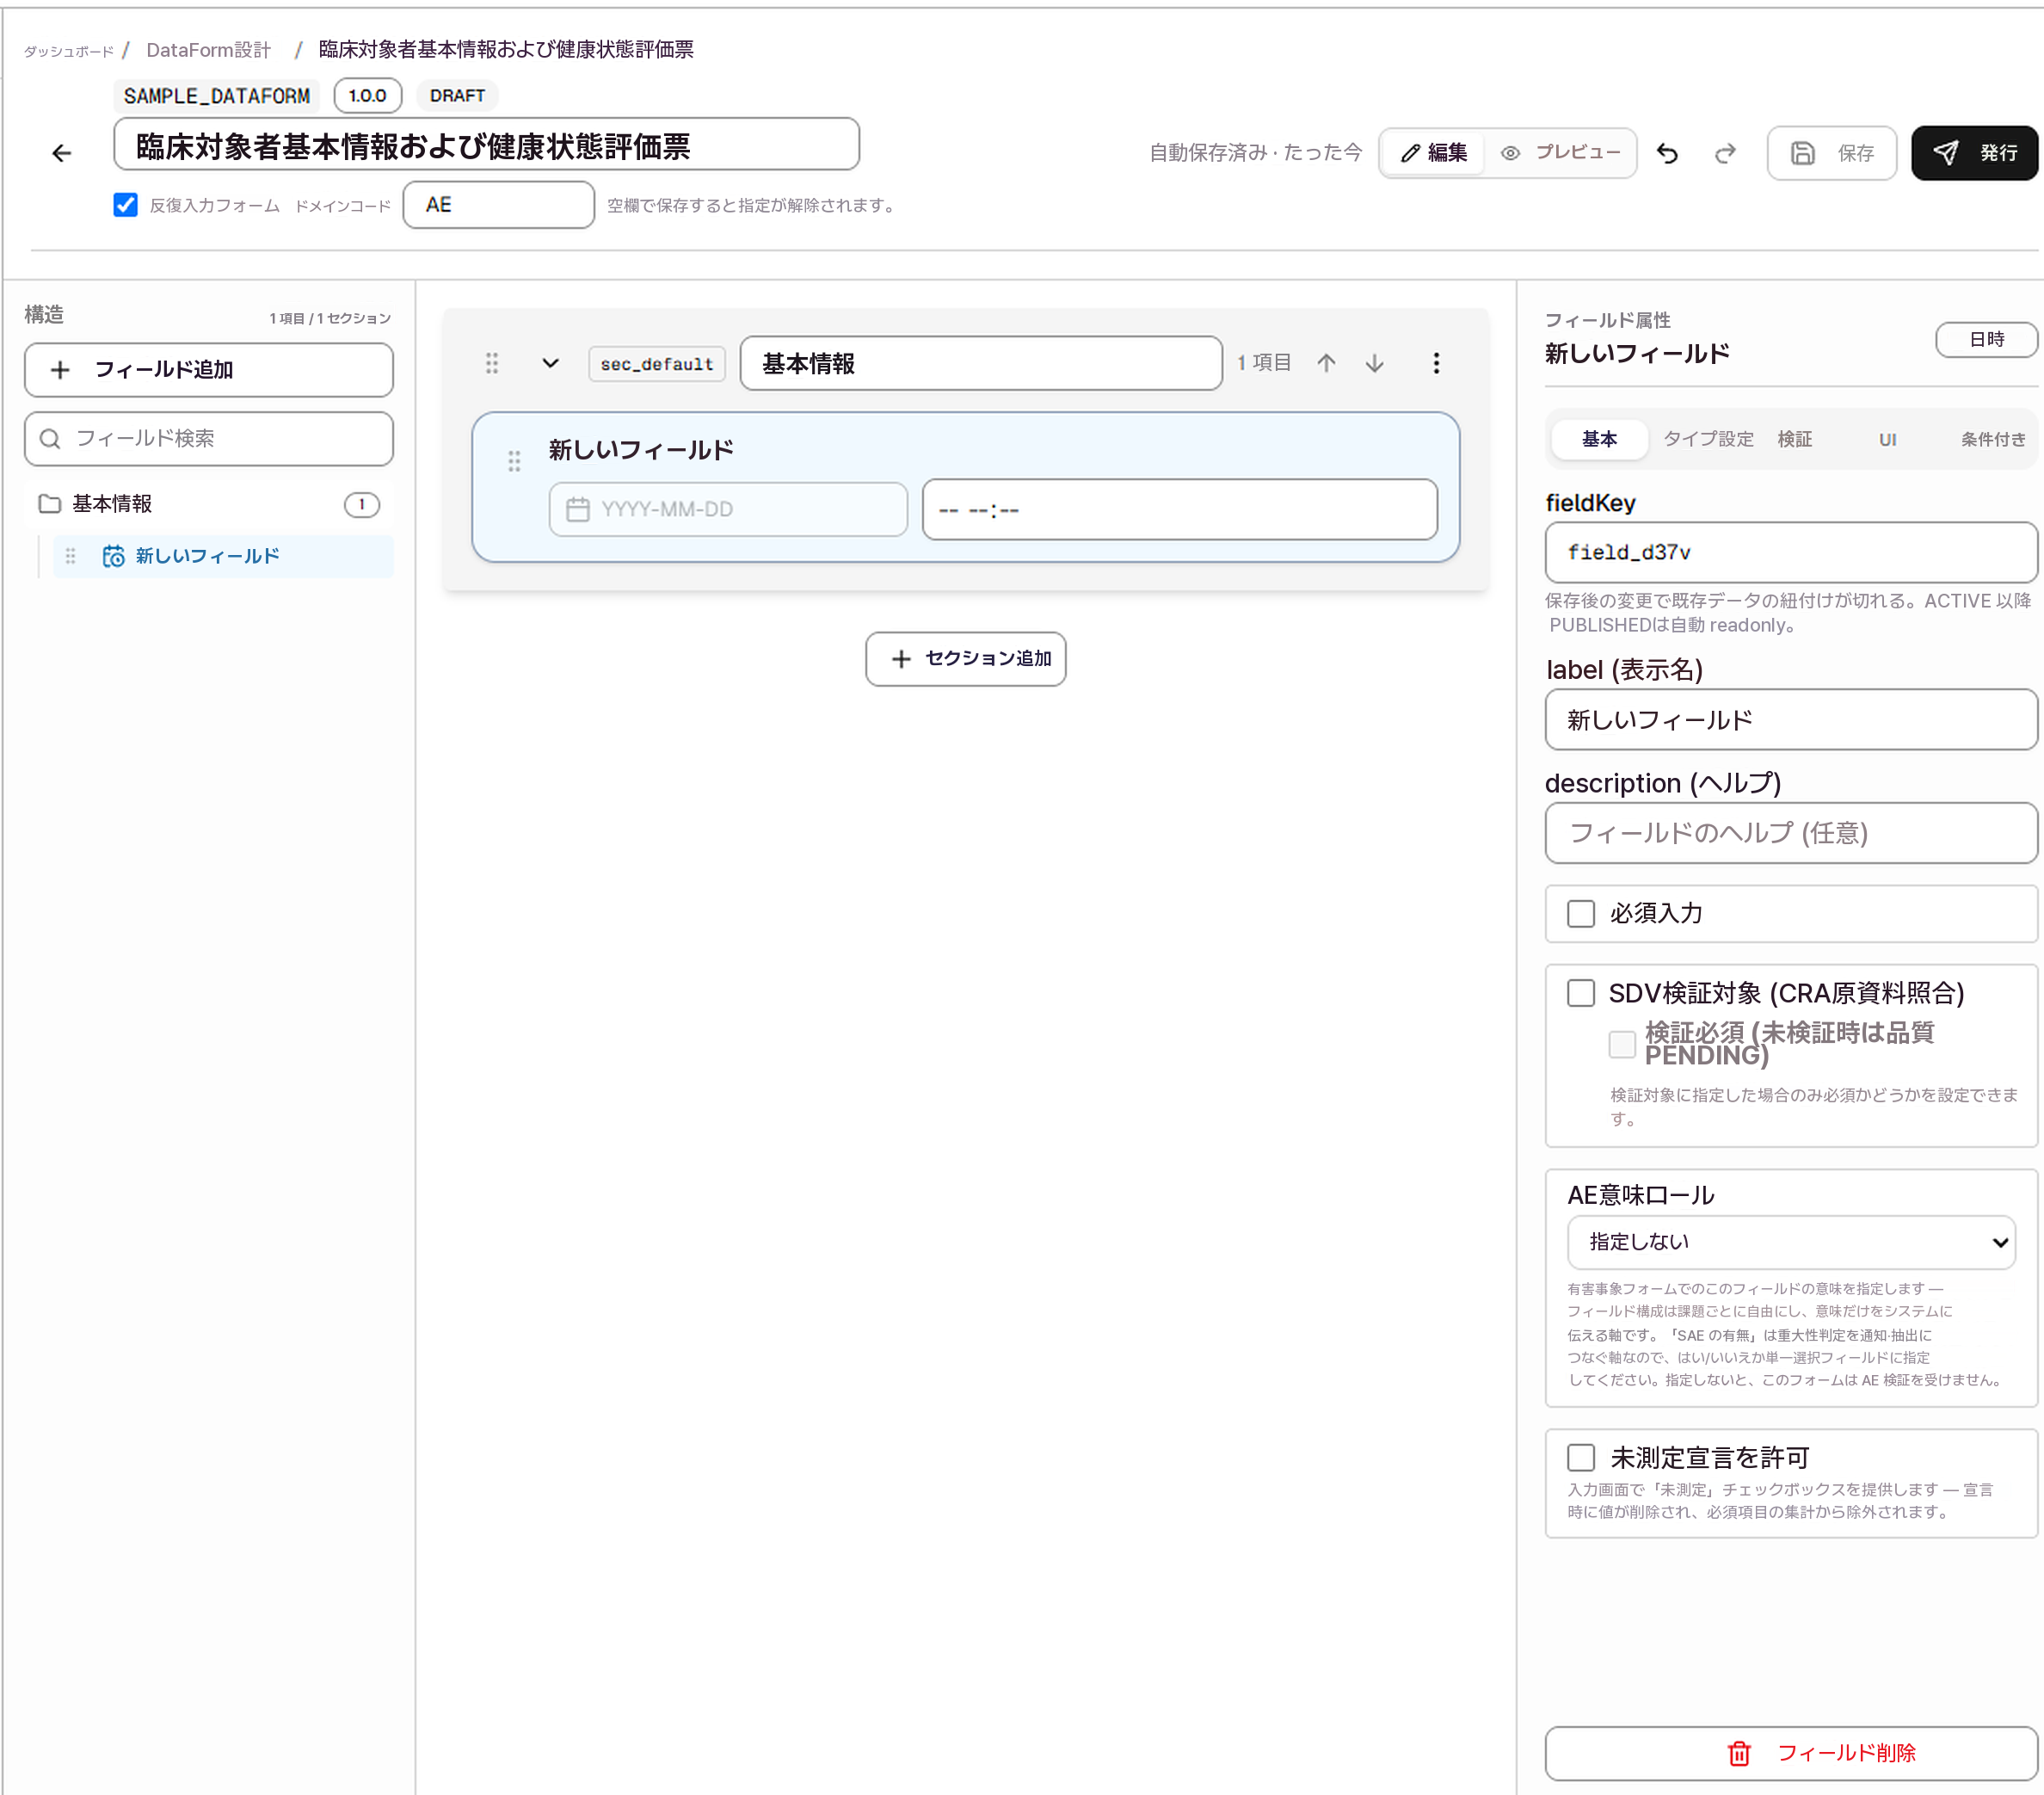 ダッシュボード / DataForm設計 / 臨床対象者基本情報および健康状態評価票
SAMPLE_DATAFORM 1.0.0 DRAFT
臨床対象者基本情報および健康状態評価票
自動保存済み · たった今 編集 プレビュー 保存 発行
反復入力フォーム ドメインコード AE 空欄で保存すると指定が解除されます。
構造 1 項目 / 1 セクション
フィールド追加
フィールド検索
基本情報 1
新しいフィールド
sec_default 基本情報 1 項目
新しいフィールド
YYYY-MM-DD -- --:--
セクション追加
フィールド属性
新しいフィールド 日時
基本 タイプ設定 検証 UI 条件付き
fieldKey
field_d37v
保存後の変更で既存データの紐付けが切れる。ACTIVE 以降
PUBLISHEDは自動 readonly。
label (表示名)
新しいフィールド
description (ヘルプ)
フィールドのヘルプ (任意)
必須入力
SDV検証対象 (CRA原資料照合)
検証必須 (未検証時は品質
PENDING)
検証対象に指定した場合のみ必須かどうかを設定できま
す。
AE意味ロール
指定しない
有害事象フォームでのこのフィールドの意味を指定します —
フィールド構成は課題ごとに自由にし、意味だけをシステムに
伝える軸です。「SAE の有無」は重大性判定を通知·抽出に
つなぐ軸なので、はい/いいえか単一選択フィールドに指定
してください。指定しないと、このフォームは AE 検証を受けません。
未測定宣言を許可
入力画面で「未測定」チェックボックスを提供します — 宣言
時に値が削除され、必須項目の集計から除外されます。
フィールド削除